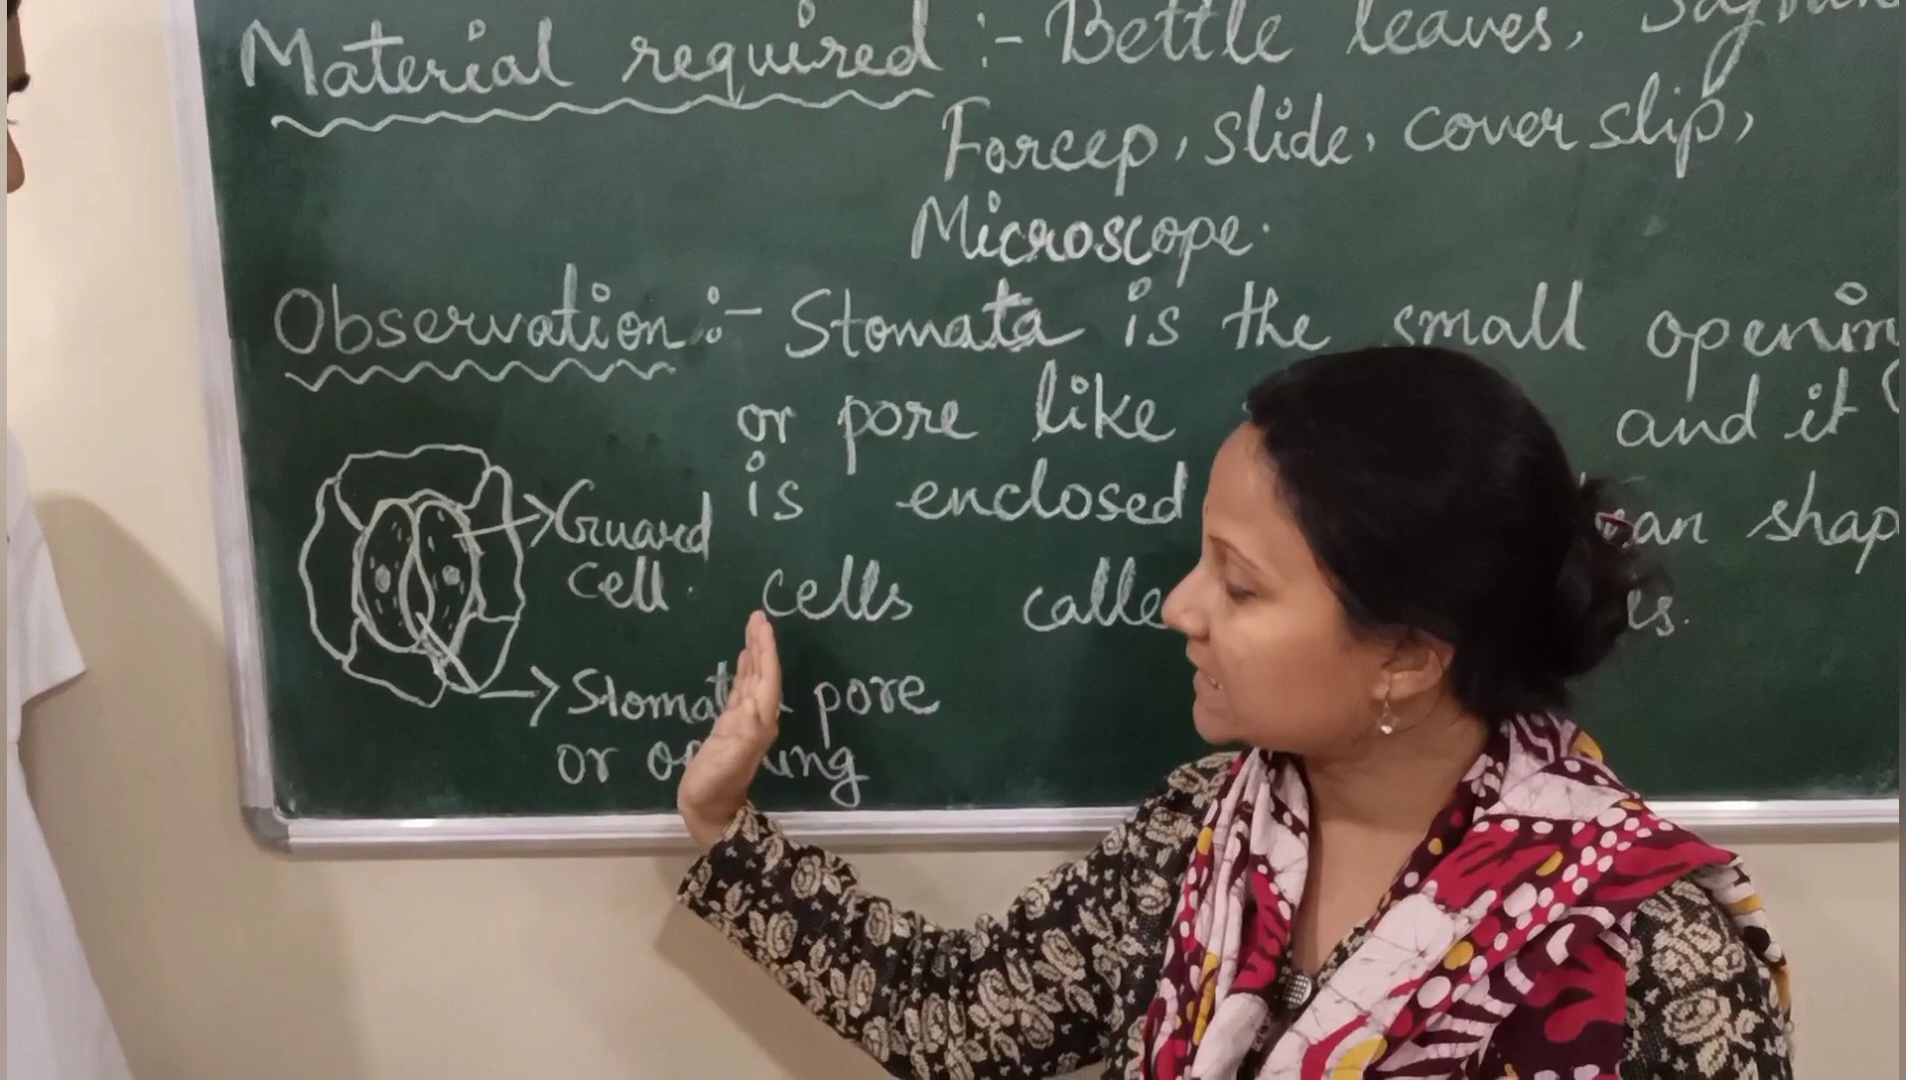 Material required :- Bettle leaves,
Forcep, slide, cover slip,
Microscope.
Observation :- Stomata is the small
or pore like and it
is enclosed shap
cells
Guard
cell.
pore
or